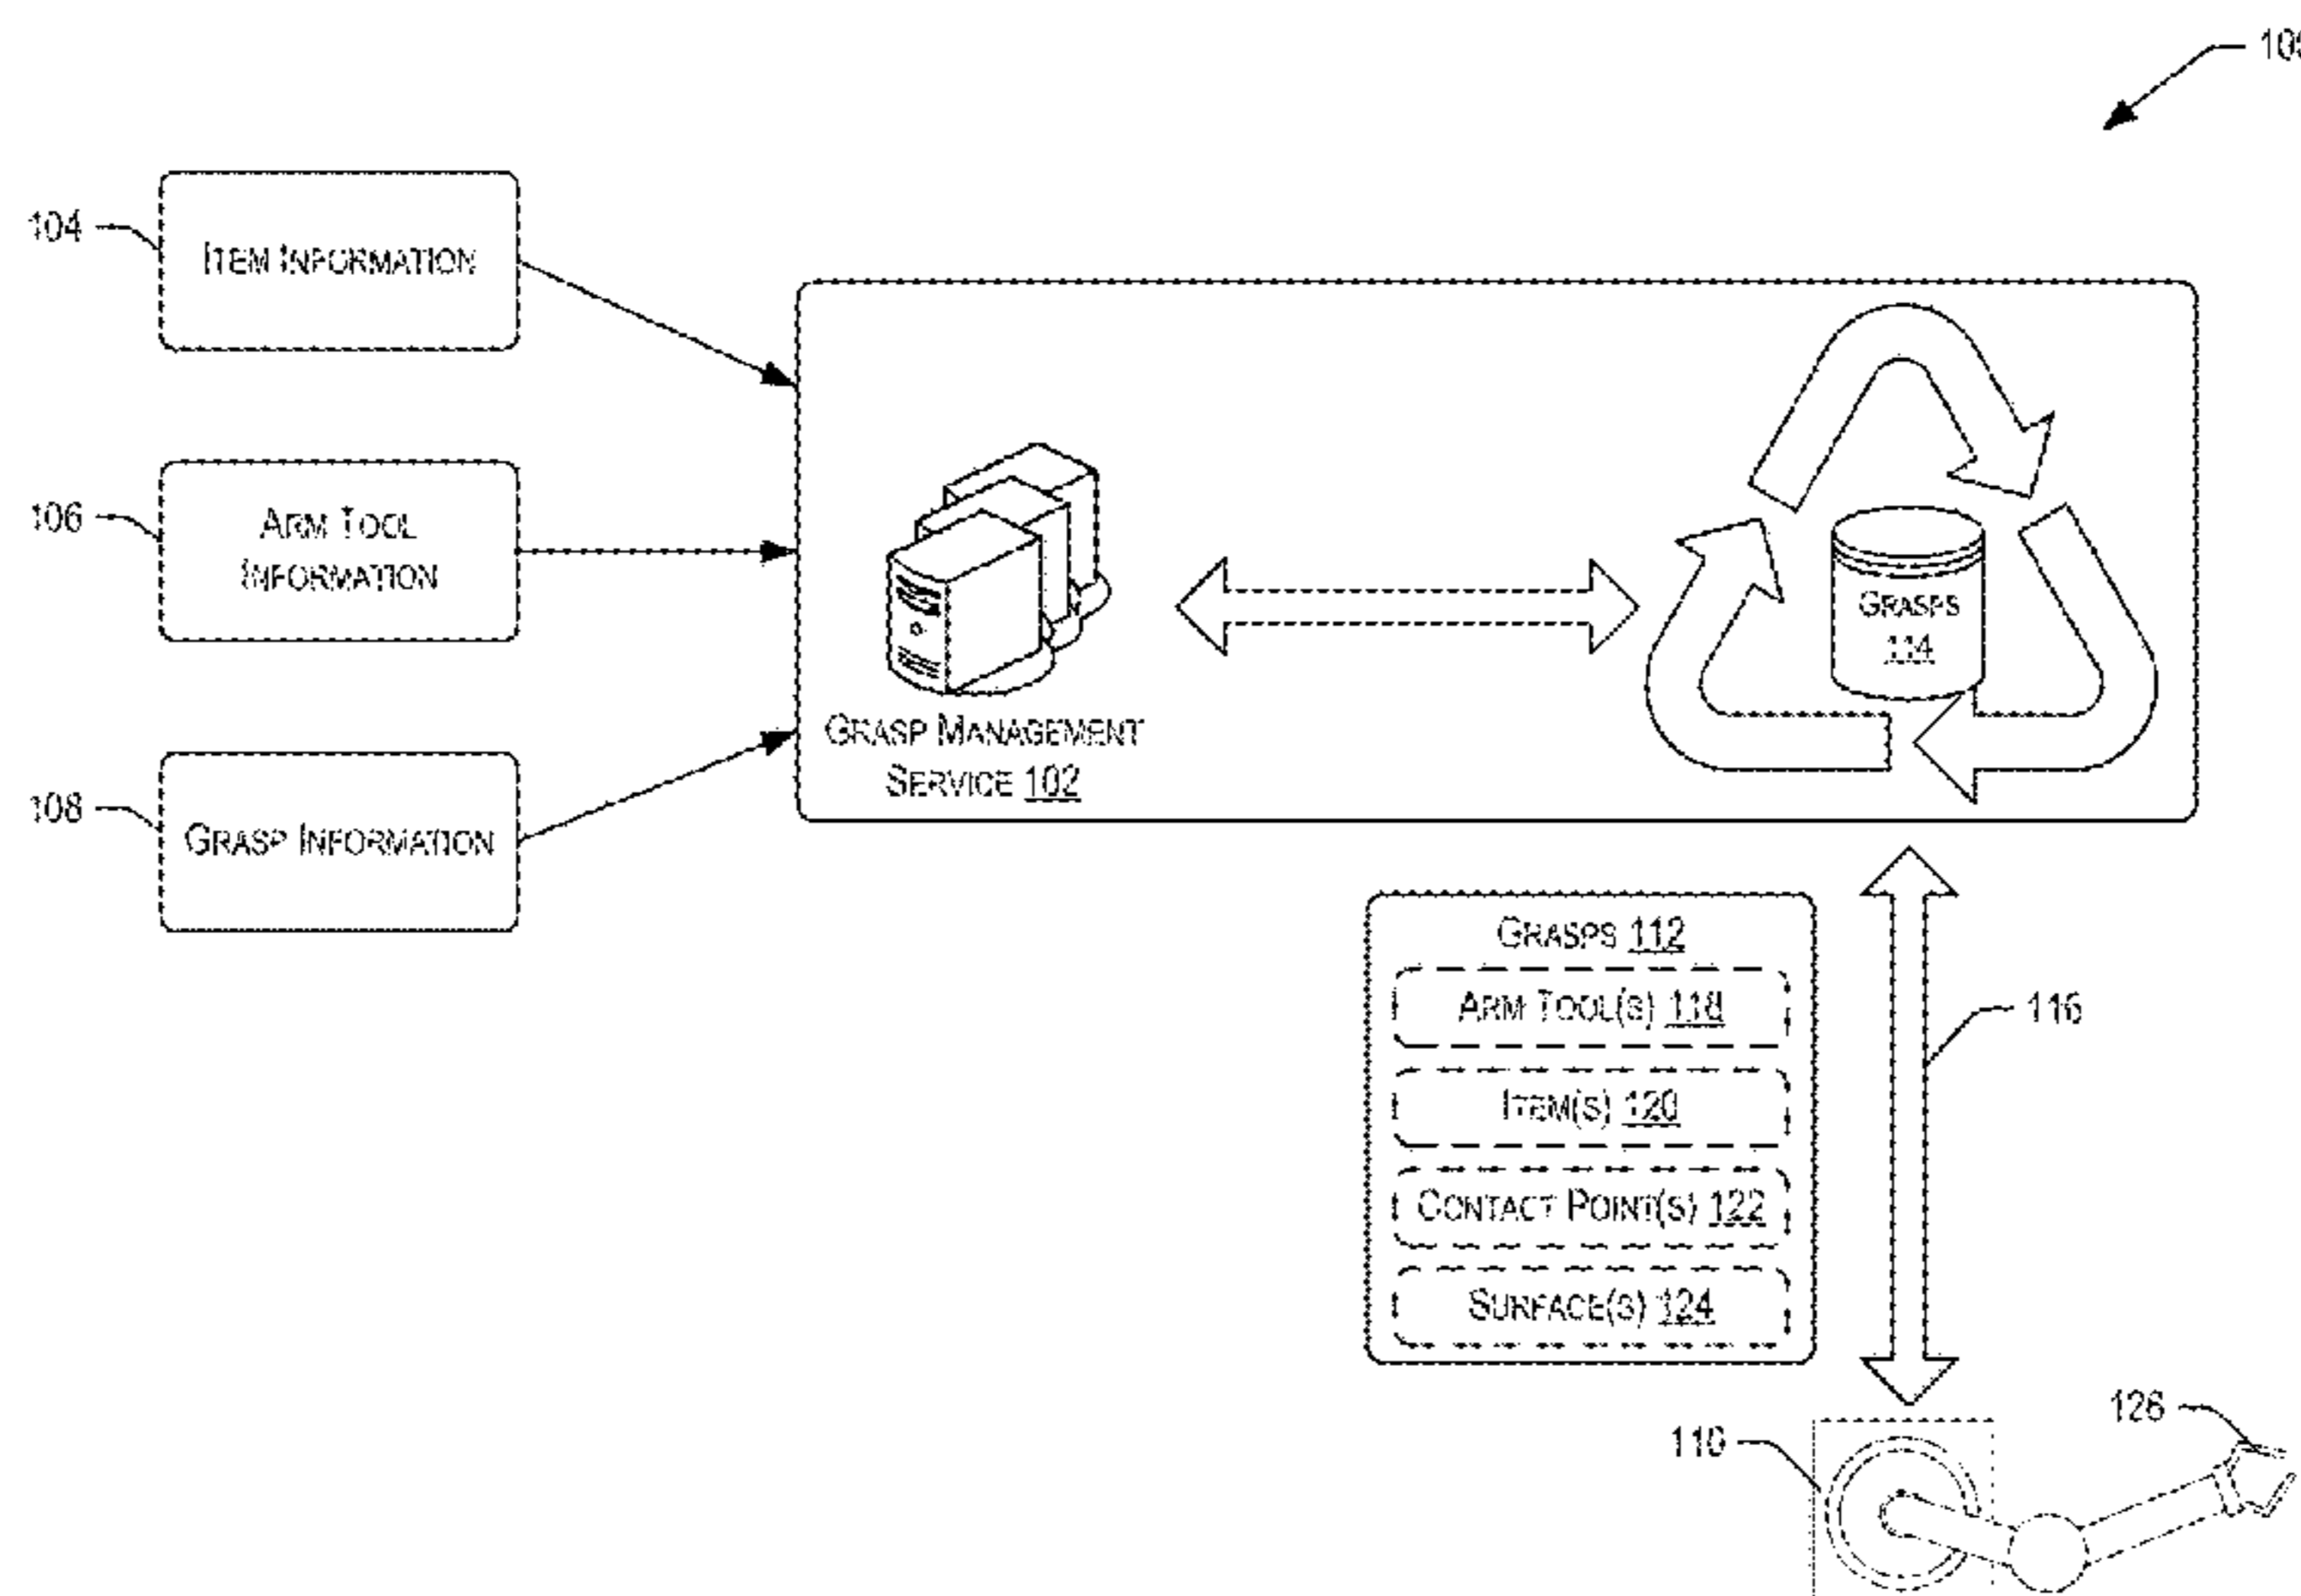 104
ITEM INFORMATION
106
ARM TOOL
INFORMATION
108
GRASP INFORMATION
GRASP MANAGEMENT
SERVICE 102
GRASPS
114
GRASPS 112
ARM TOOL(S) 118
ITEM(S) 120
CONTACT POINT(S) 122
SURFACE(S) 124
116
110
126